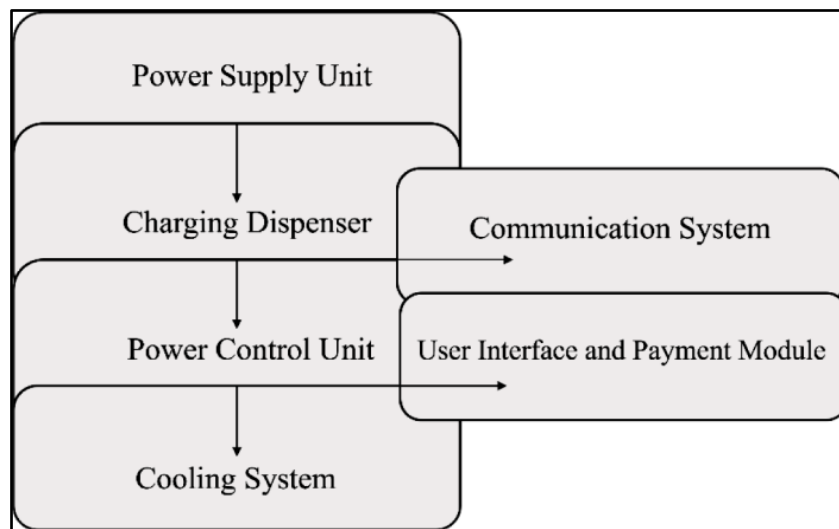 Power Supply Unit
Charging Dispenser
Communication System
Power Control Unit
User Interface and Payment Module
Cooling System